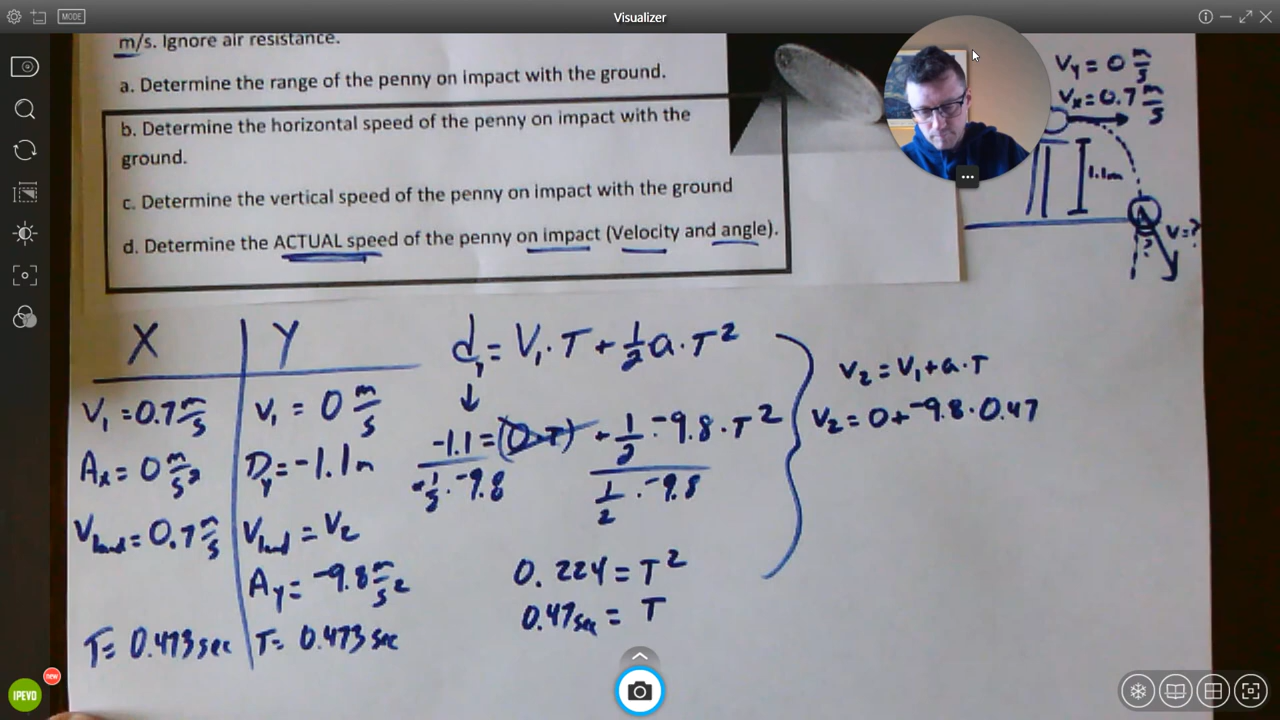 MODE
Visualizer
m/s. Ignore air resistance.
a. Determine the range of the penny on impact with the ground.
b. Determine the horizontal speed of the penny on impact with the
ground.
c. Determine the vertical speed of the penny on impact with the ground
d. Determine the ACTUAL speed of the penny on impact (Velocity and angle).
Vy = 0 m/s
Vx = 0.7 m/s
1.1m
V=?
?
X
V₁ = 0.7 m/s
Ax = 0 m/s²
Vland = 0.7 m/s
T = 0.473 sec
Y
V₁ = 0 m/s
Dy = -1.1m
Vland = V₂
Ay = -9.8 m/s²
T = 0.473 sec
dy = V₁·T + 1/2 a·T²
-1.1 = (0·T) + 1/2·-9.8·T²
1/2·-9.8
0.224 = T²
0.47sec = T
V₂ = V₁ + a·T
V₂ = 0 + -9.8·0.47
IPEVO
new